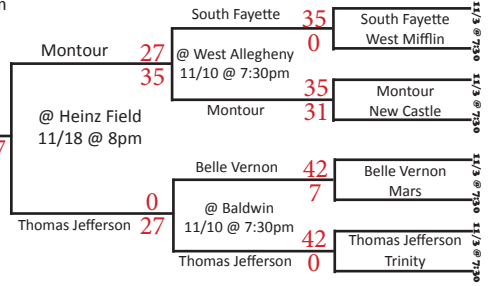 m
South Fayette
35
0
South Fayette
West Mifflin
11/3 @ 7:30
Montour
27
35
@ West Allegheny
11/10 @ 7:30pm
Montour
35
31
Montour
New Castle
11/3 @ 7:30
@ Heinz Field
11/18 @ 8pm
7
Belle Vernon
42
7
Belle Vernon
Mars
11/3 @ 7:30
Thomas Jefferson
0
27
@ Baldwin
11/10 @ 7:30pm
Thomas Jefferson
42
0
Thomas Jefferson
Trinity
11/3 @ 7:30